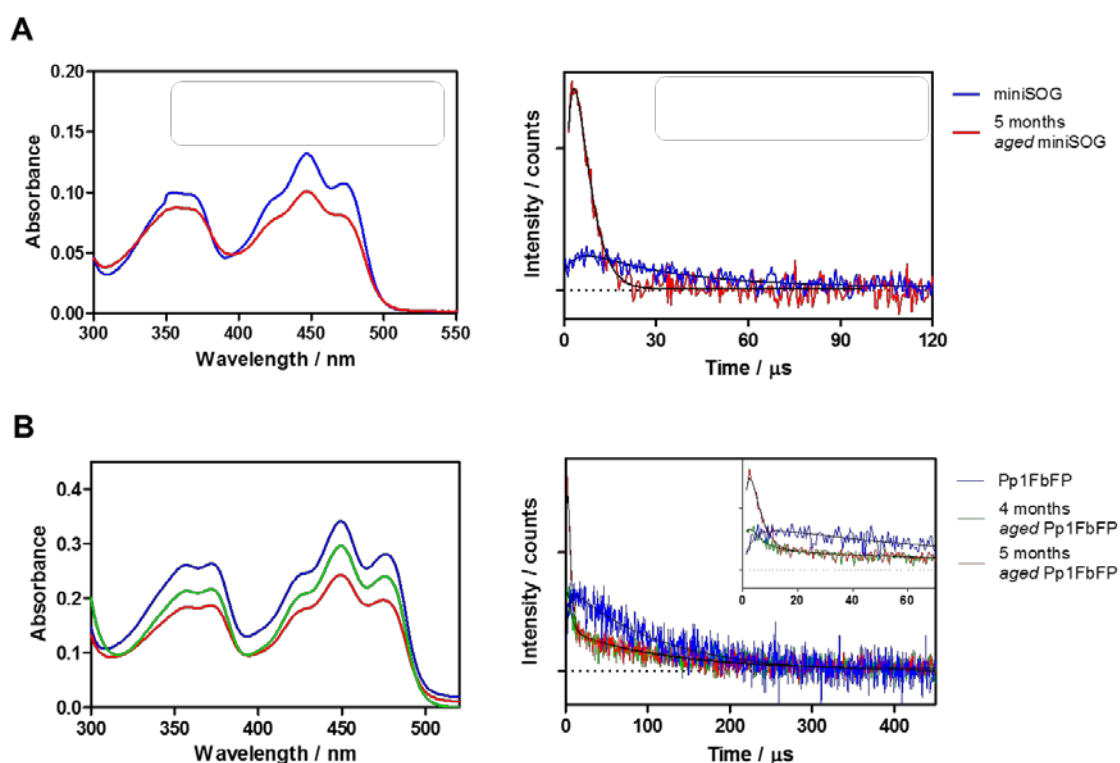 A
0.20
0.15
0.10
0.05
0.00
Absorbance
300 350 400 450 500 550
Wavelength / nm
Intensity / counts
0 30 60 90 120
Time / μs
miniSOG
5 months
aged miniSOG
B
0.4
0.3
0.2
0.1
0.0
Absorbance
300 350 400 450 500
Wavelength / nm
Intensity / counts
0 20 40 60
0 100 200 300 400
Time / μs
Pp1FbFP
4 months
aged Pp1FbFP
5 months
aged Pp1FbFP